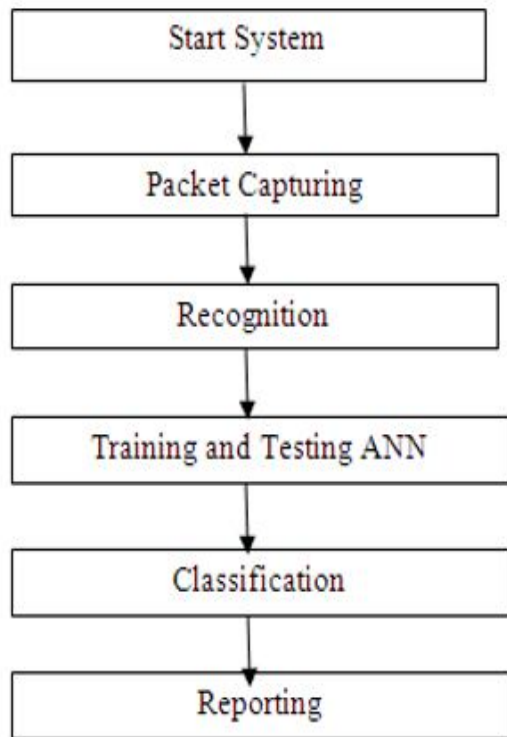 Start System
Packet Capturing
Recognition
Training and Testing ANN
Classification
Reporting